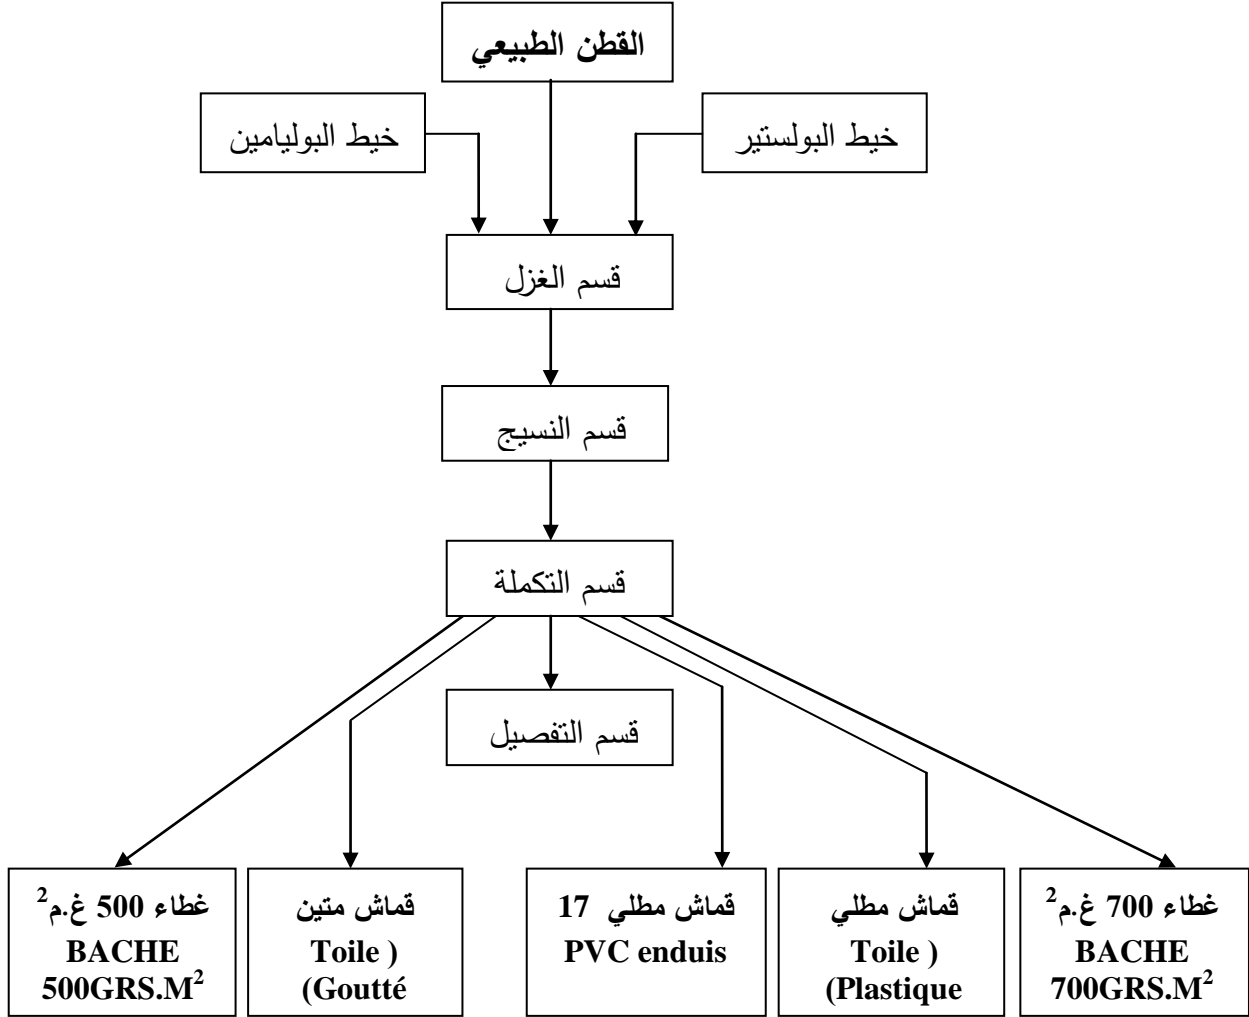 القطن الطبيعي
خيط البولستير
خيط البوليامين
قسم الغزل
قسم النسيج
قسم التكملة
قسم التفصيل
غطاء 700 غ.م²
BACHE
700GRS.M²
قماش مطلي
Toile )
(Plastique
قماش مطلي 17
PVC enduis
قماش متين
Toile )
(Goutté
غطاء 500 غ.م²
BACHE
500GRS.M²